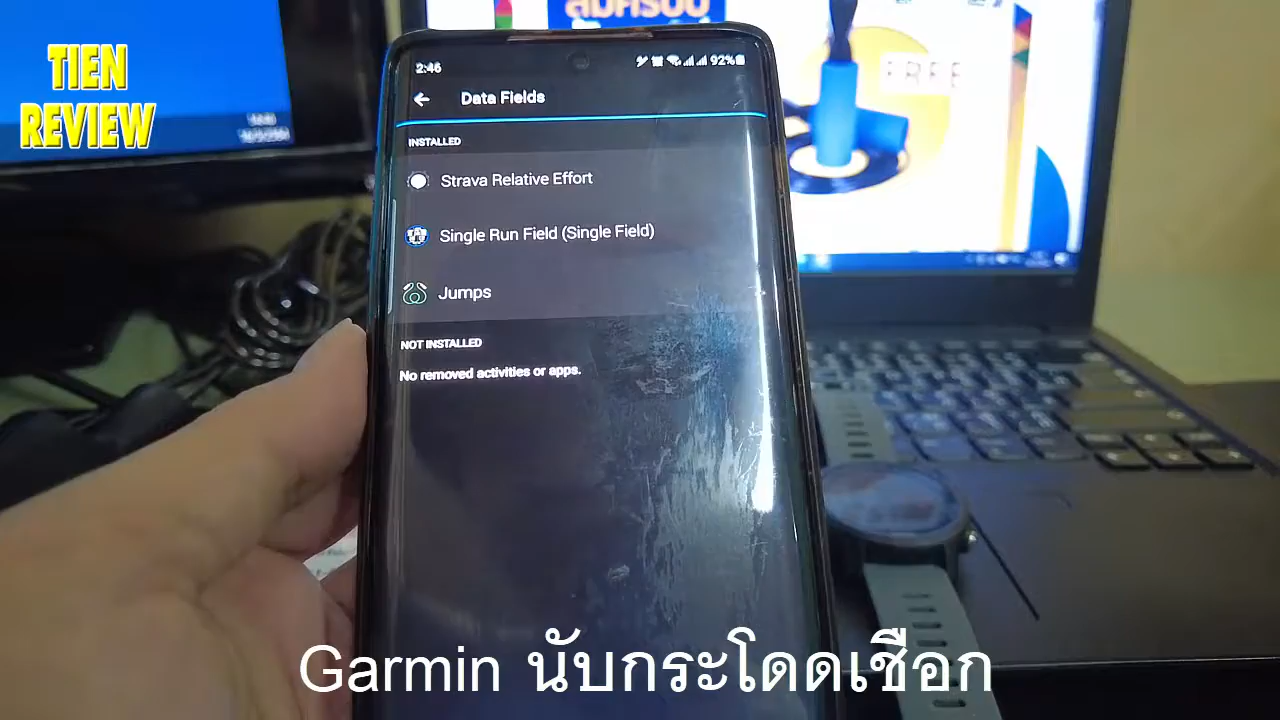 TIEN
REVIEW
2:46
92%
Data Fields
INSTALLED
Strava Relative Effort
Single Run Field (Single Field)
Jumps
NOT INSTALLED
No removed activities or apps.
FREE
Garmin นับกระโดดเชือก